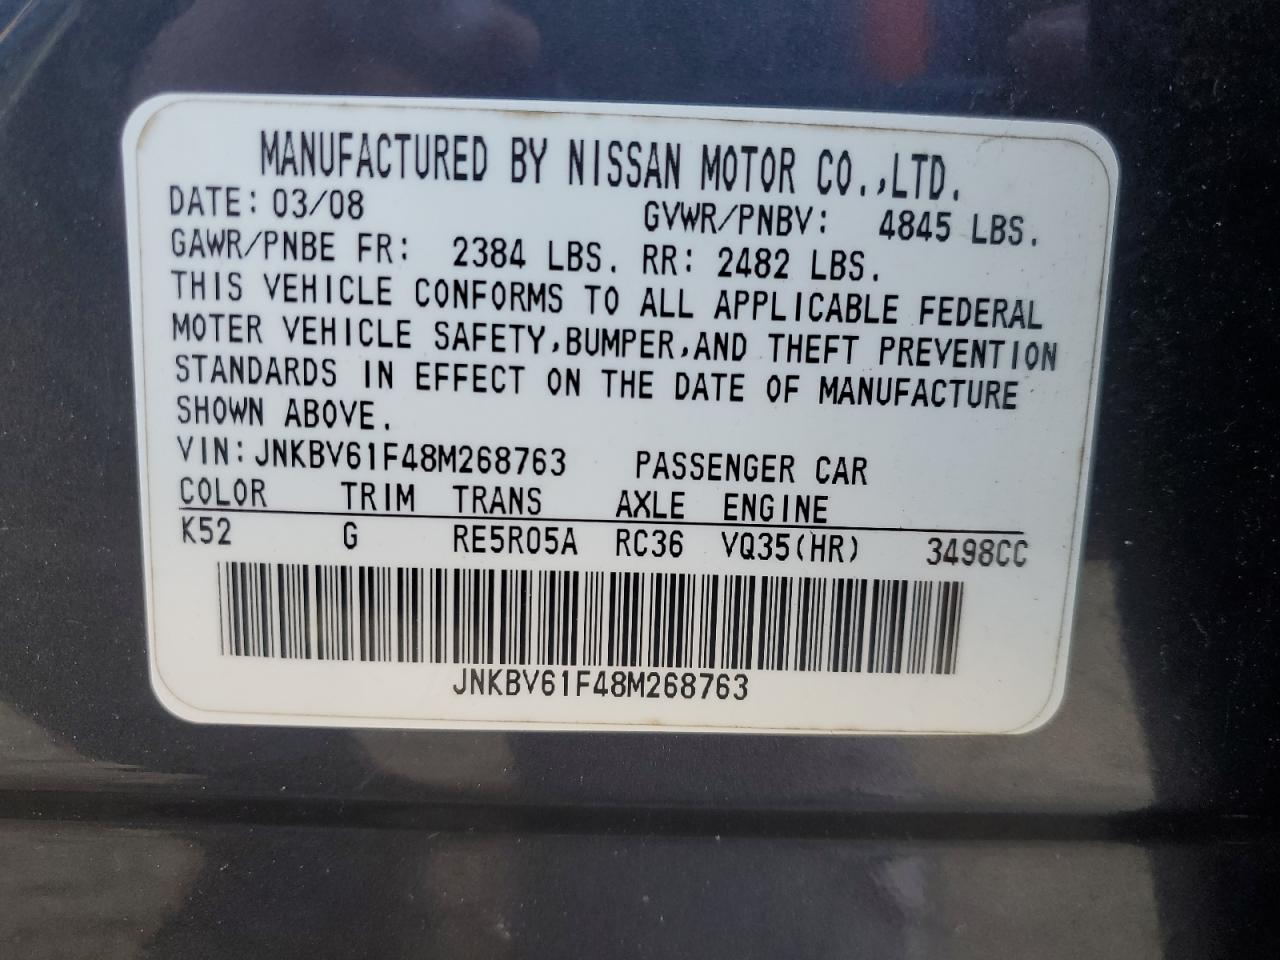 MANUFACTURED BY NISSAN MOTOR CO.,LTD.
DATE: 03/08 GVWR/PNBV: 4845 LBS.
GAWR/PNBE FR: 2384 LBS. RR: 2482 LBS.
THIS VEHICLE CONFORMS TO ALL APPLICABLE FEDERAL
MOTER VEHICLE SAFETY,BUMPER,AND THEFT PREVENTION
STANDARDS IN EFFECT ON THE DATE OF MANUFACTURE
SHOWN ABOVE.
VIN:JNKBV61F48M268763 PASSENGER CAR
COLOR TRIM TRANS AXLE ENGINE
K52 G RE5R05A RC36 VQ35(HR) 3498CC
JNKBV61F48M268763